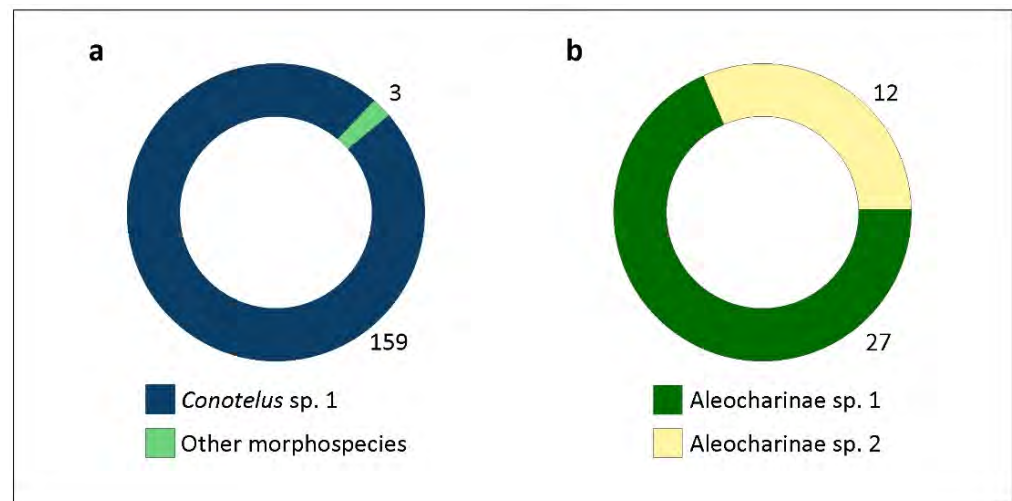 a
3
159
Conotelus sp. 1
Other morphospecies
b
12
27
Aleocharinae sp. 1
Aleocharinae sp. 2